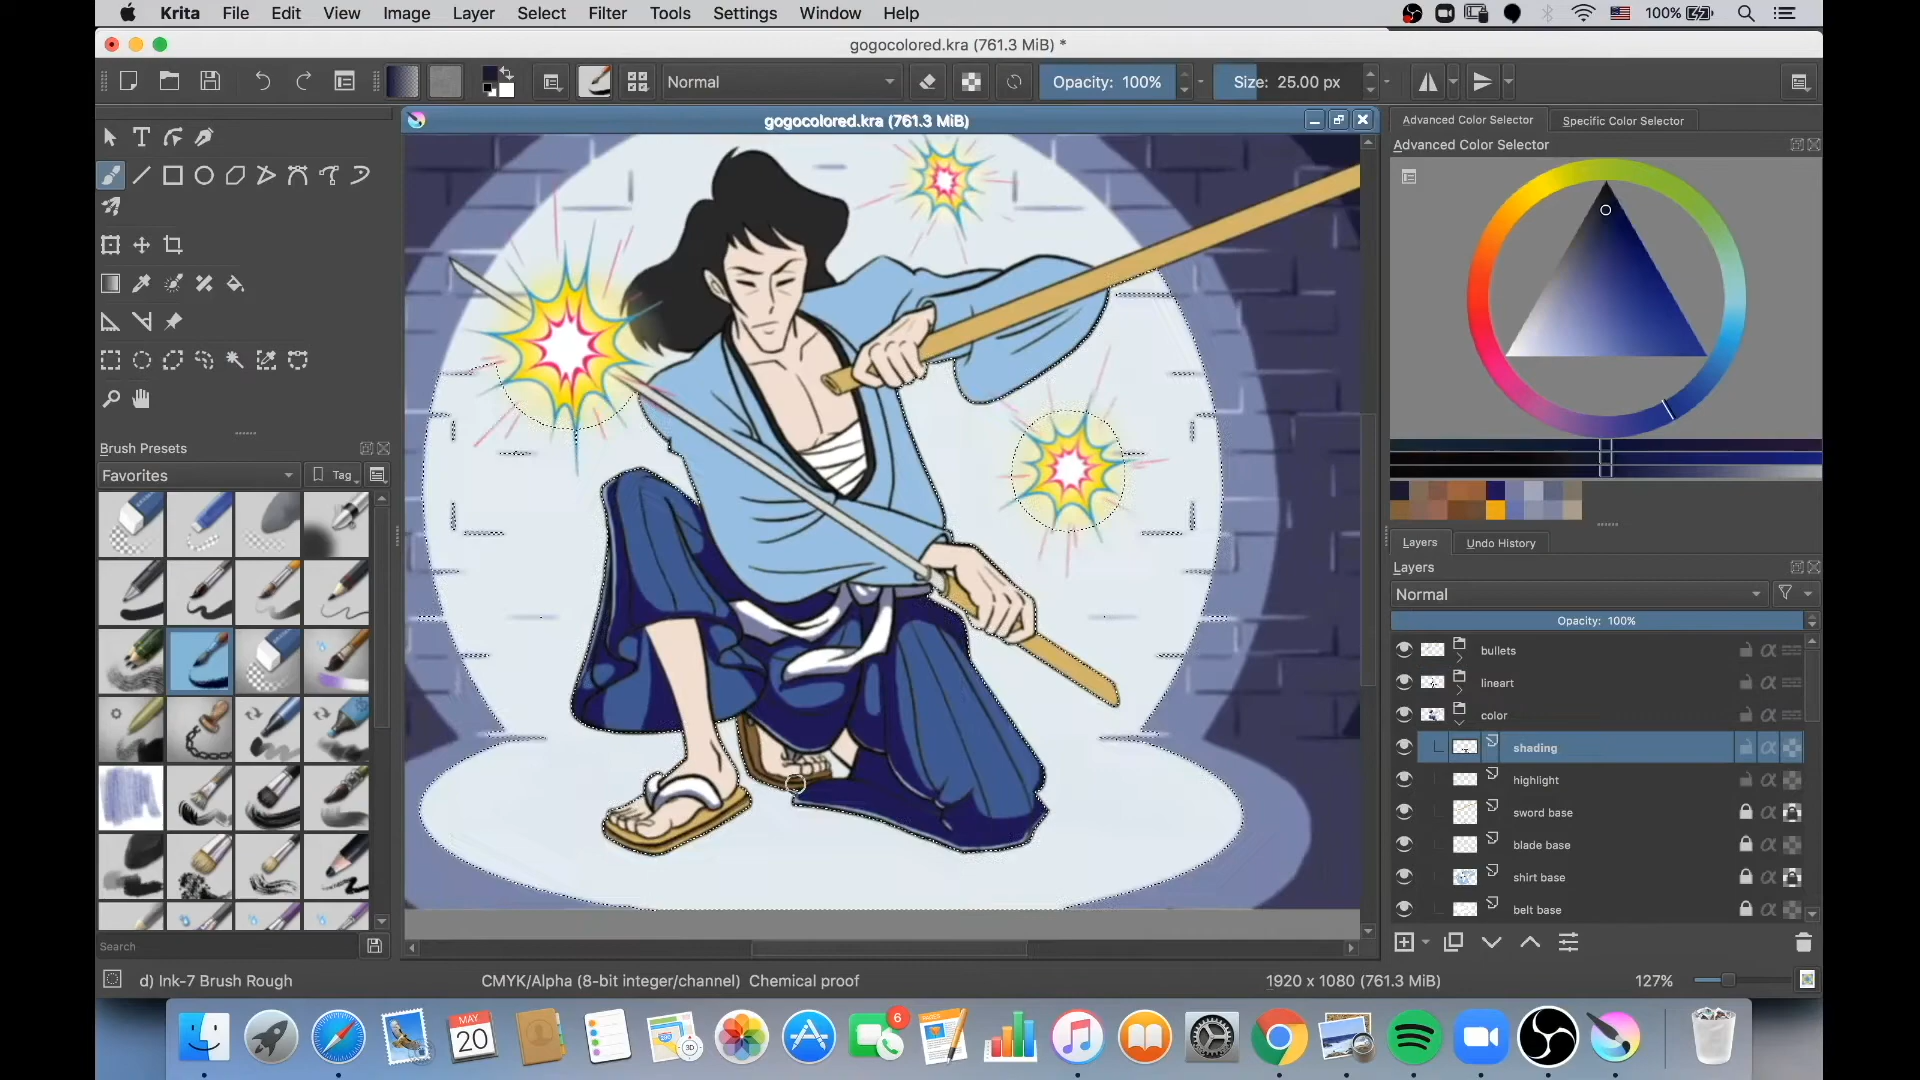 Krita File Edit View Image Layer Select Filter Tools Settings Window Help 100%
gogocolored.kra (761.3 MiB) *
Normal Opacity: 100% Size: 25.00 px
gogocolored.kra (761.3 MiB)
Advanced Color Selector Specific Color Selector
Advanced Color Selector
Brush Presets
Favorites Tag
Layers Undo History
Layers
Normal
Opacity: 100%
bullets
lineart
color
shading
highlight
sword base
blade base
shirt base
belt base
Search
d) Ink-7 Brush Rough CMYK/Alpha (8-bit integer/channel) Chemical proof 1920 x 1080 (761.3 MiB) 127%
MAY
20
3D
6
PAGES